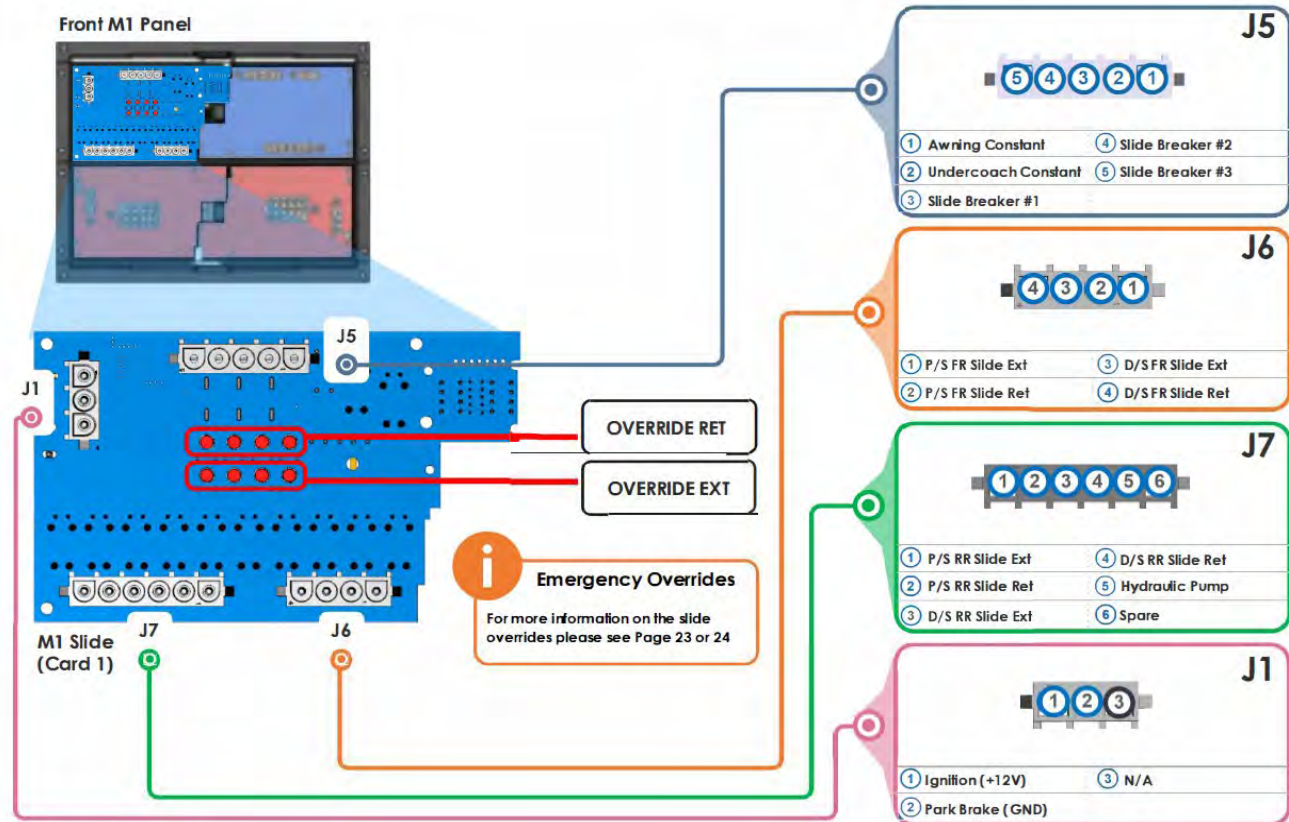 Front M1 Panel
J5
5 4 3 2 1
1 Awning Constant
4 Slide Breaker #2
2 Undercoach Constant
5 Slide Breaker #3
3 Slide Breaker #1
J6
4 3 2 1
1 P/S FR Slide Ext
3 D/S FR Slide Ext
2 P/S FR Slide Ret
4 D/S FR Slide Ret
J5
J1
OVERRIDE RET
OVERRIDE EXT
J7
1 2 3 4 5 6
1 P/S RR Slide Ext
4 D/S RR Slide Ret
2 P/S RR Slide Ret
5 Hydraulic Pump
3 D/S RR Slide Ext
6 Spare
i
Emergency Overrides
For more information on the slide
overrides please see Page 23 or 24
M1 Slide
(Card 1)
J7
J6
J1
1 2 3
1 Ignition (+12V)
3 N/A
2 Park Brake (GND)